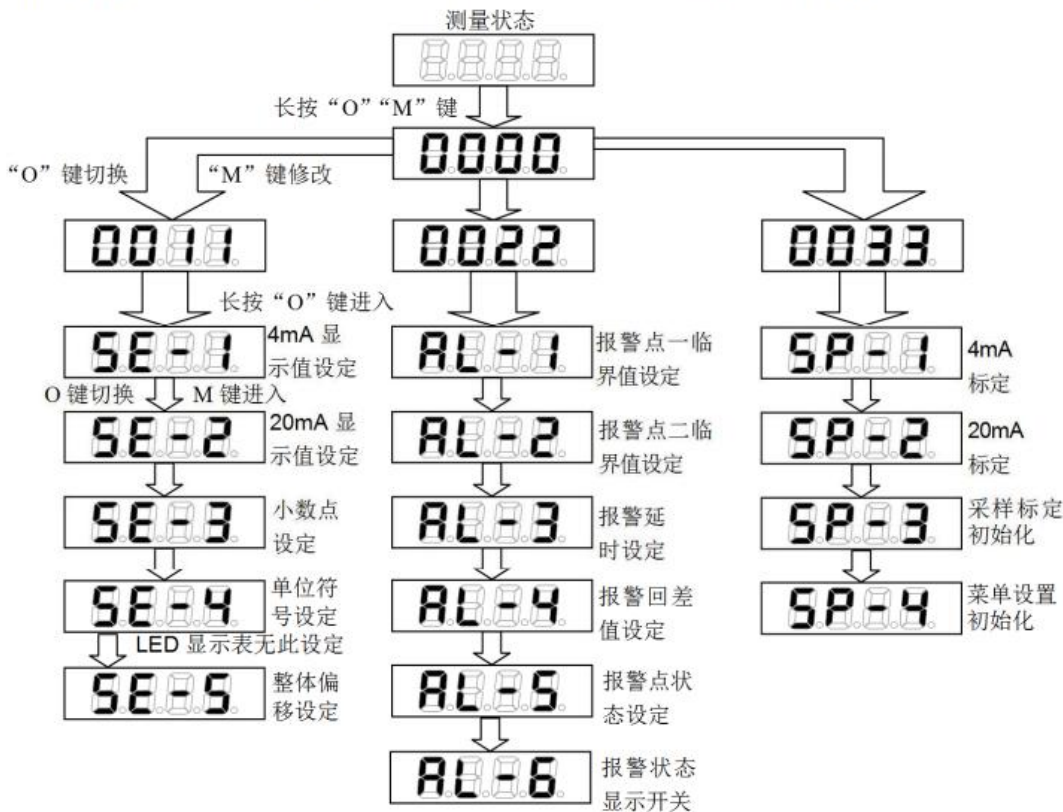 测量状态
长按“O”“M”键
0000
“O”键切换
“M”键修改
0011
0022
0033
长按“O”键进入
SE-1
4mA 显
示值设定
AL-1
报警点一临
界值设定
SP-1
4mA
标定
O 键切换
M 键进入
SE-2
20mA 显
示值设定
AL-2
报警点二临
界值设定
SP-2
20mA
标定
SE-3
小数点
设定
AL-3
报警延
时设定
SP-3
采样标定
初始化
SE-4
单位符
号设定
AL-4
报警回差
值设定
SP-4
菜单设置
初始化
LED 显示表无此设定
SE-5
整体偏
移设定
AL-5
报警点状
态设定
AL-6
报警状态
显示开关